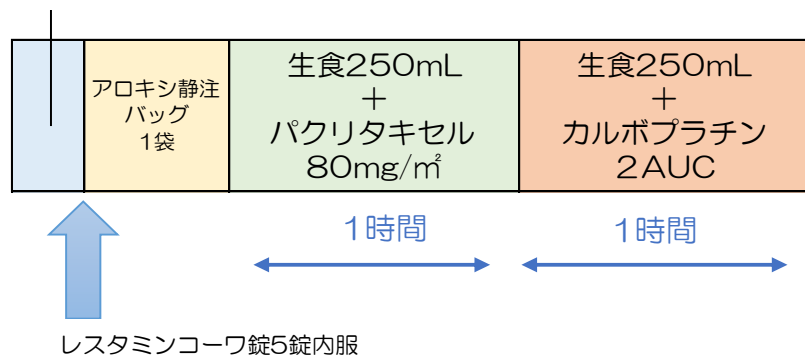 アロキシ静注
バッグ
1袋
生食250mL
+
パクリタキセル
80mg/㎡
生食250mL
+
カルボプラチン
2AUC
1時間
1時間
レスタミンコーワ錠5錠内服